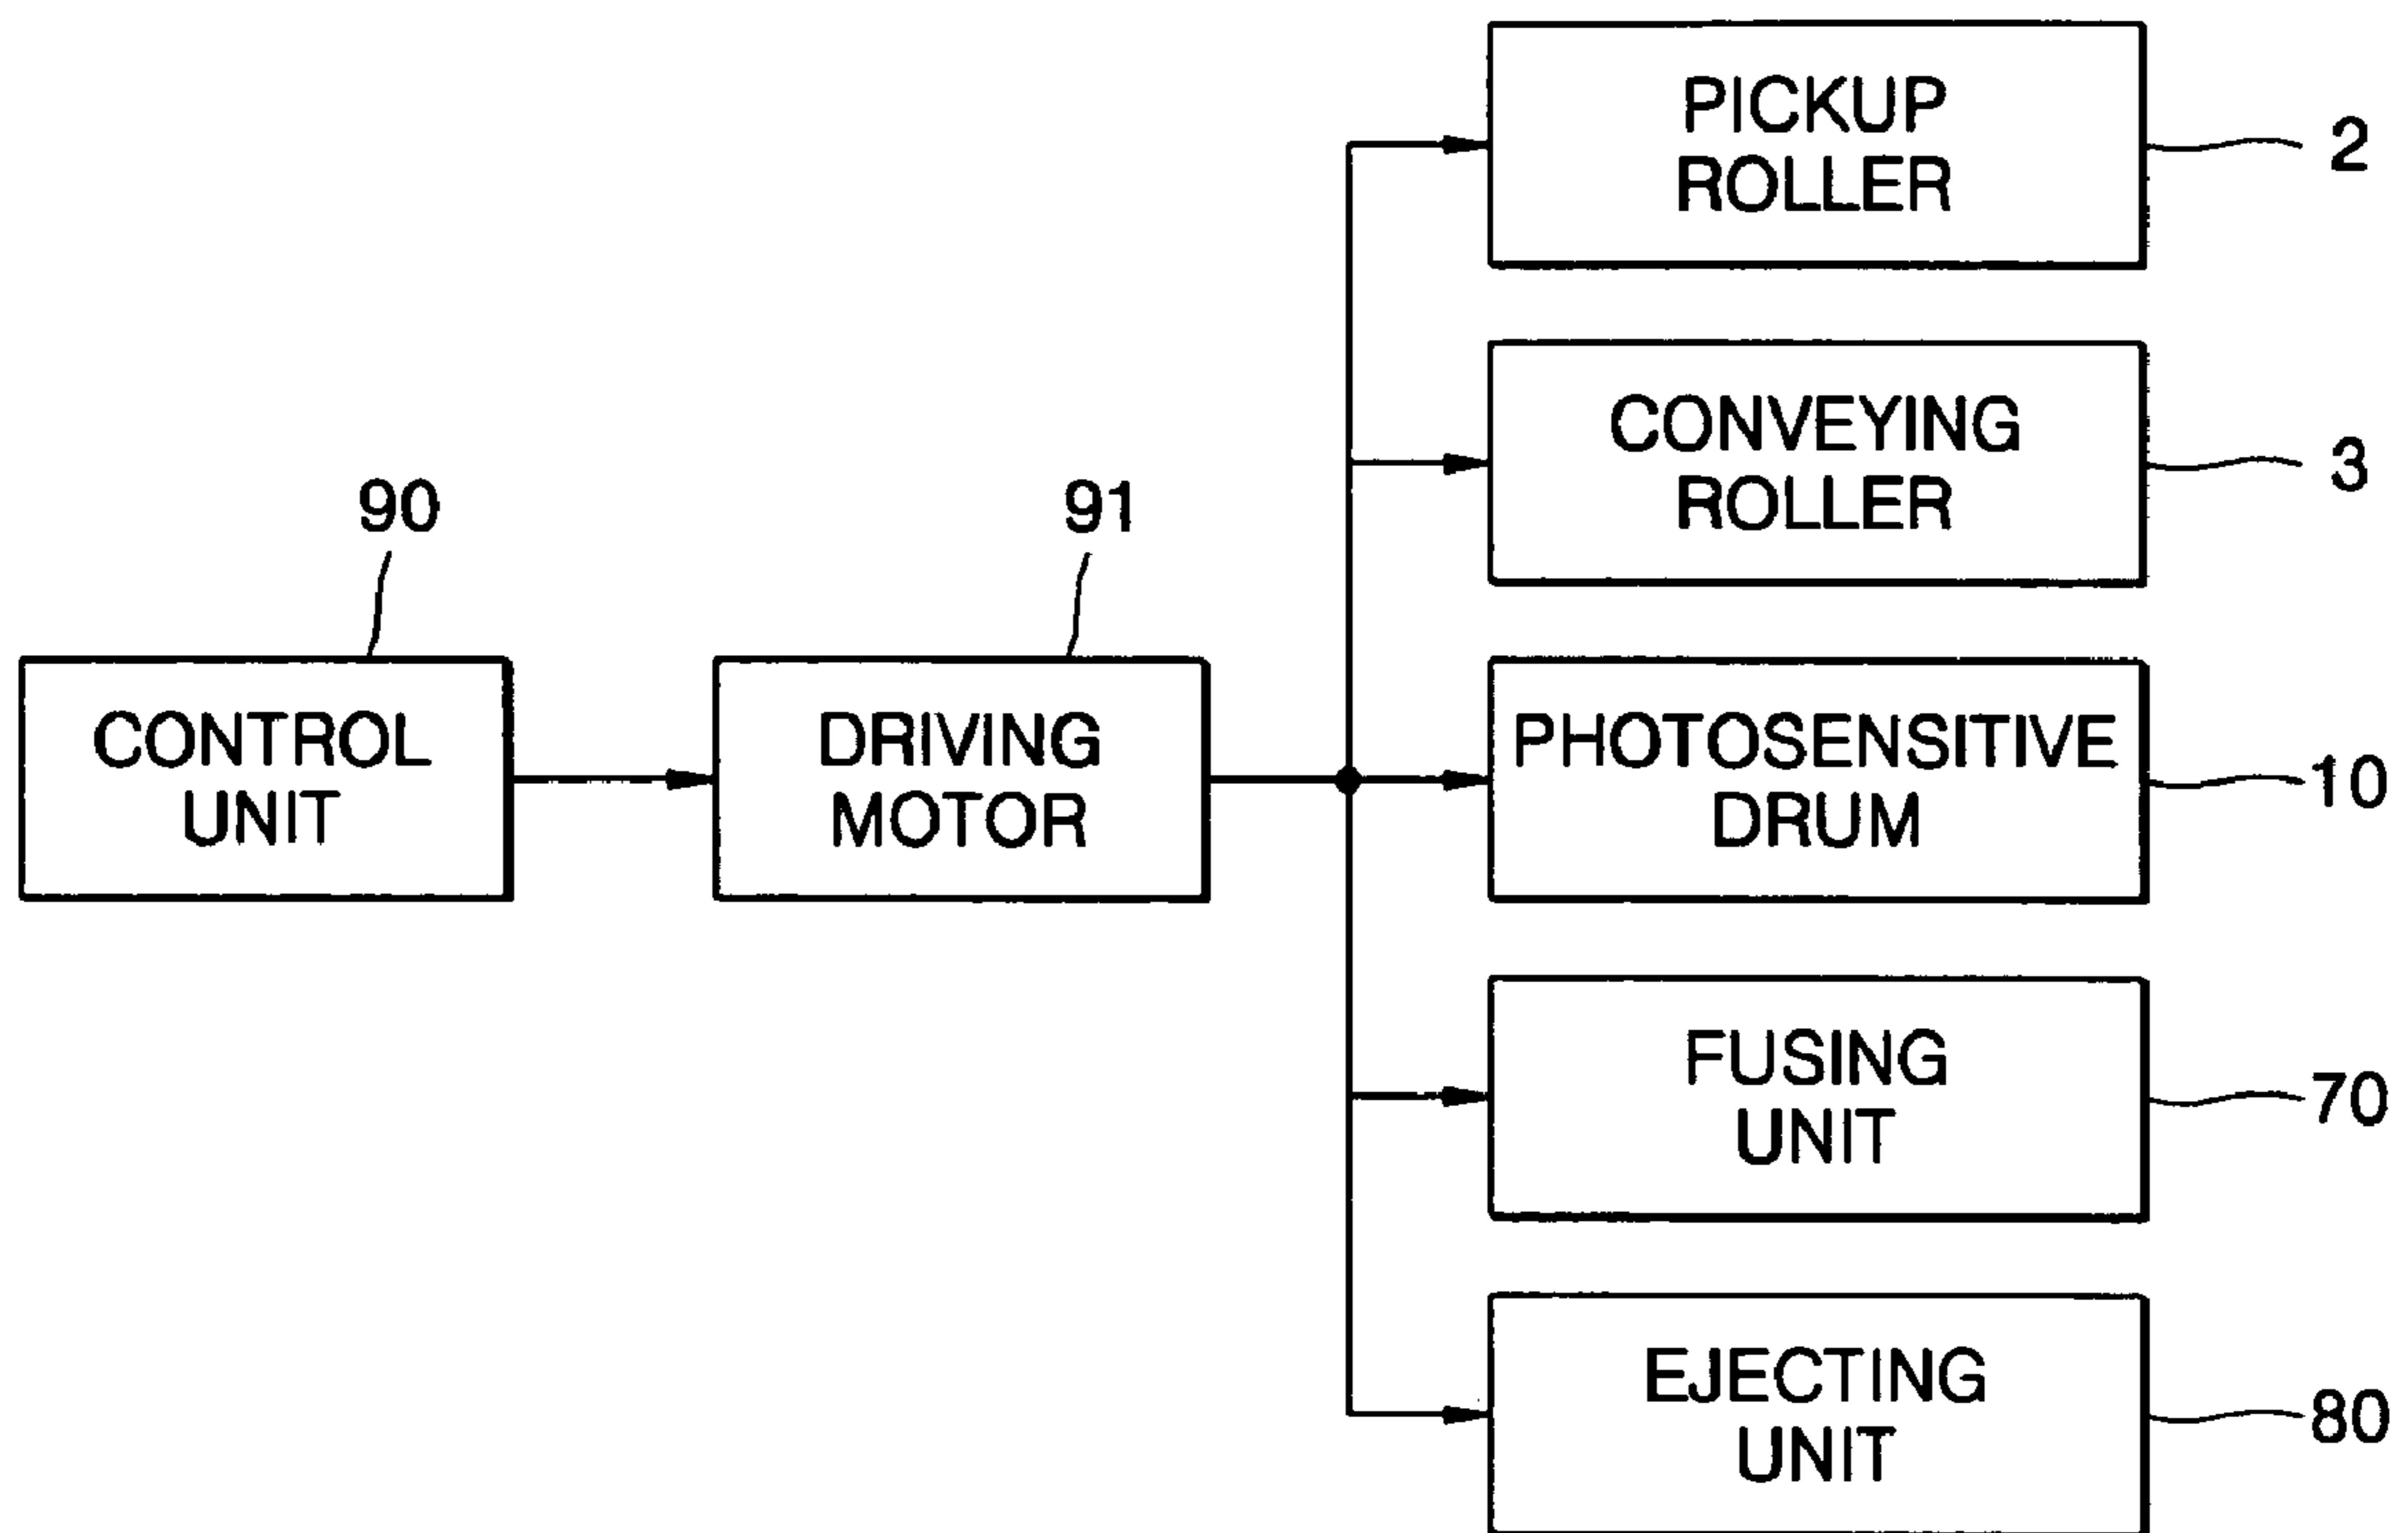 PICKUP
ROLLER
2
CONVEYING
ROLLER
3
90
CONTROL
UNIT
91
DRIVING
MOTOR
PHOTOSENSITIVE
DRUM
10
FUSING
UNIT
70
EJECTING
UNIT
80